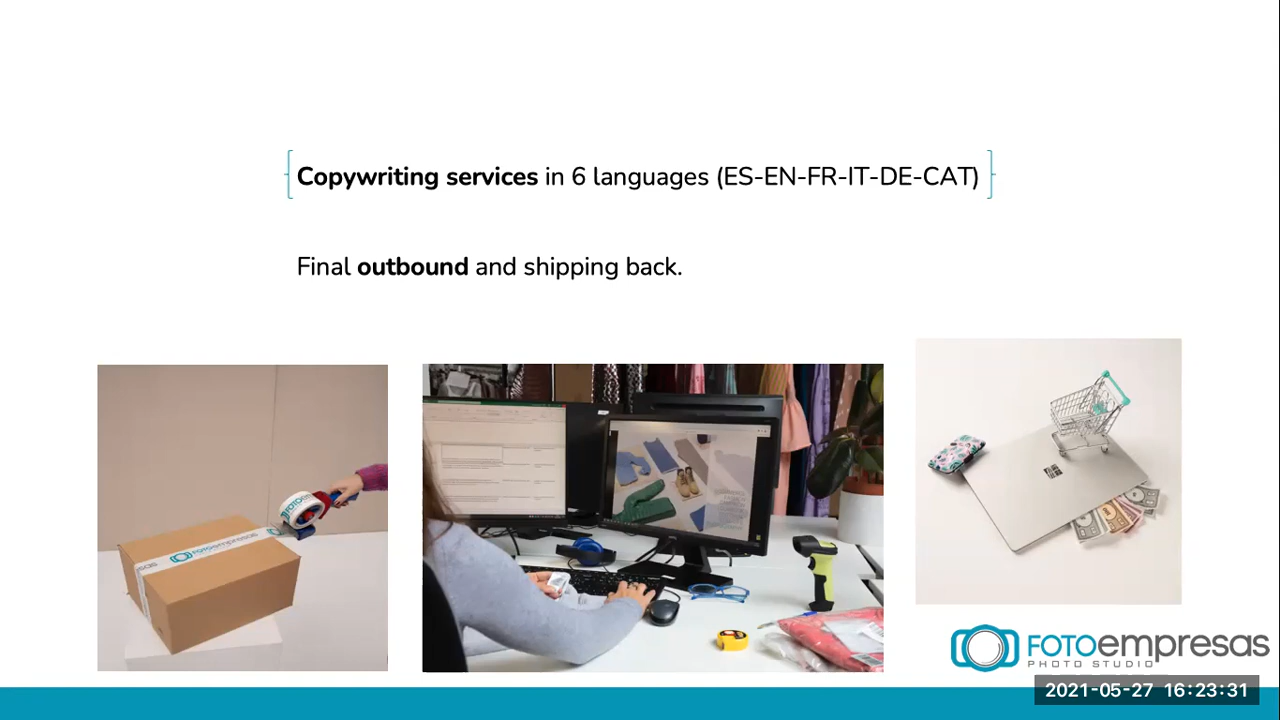 Copywriting services in 6 languages (ES-EN-FR-IT-DE-CAT)
Final outbound and shipping back.
FOTOempresas
FOTOempresas
PHOTO STUDIO
2021-05-27 16:23:31